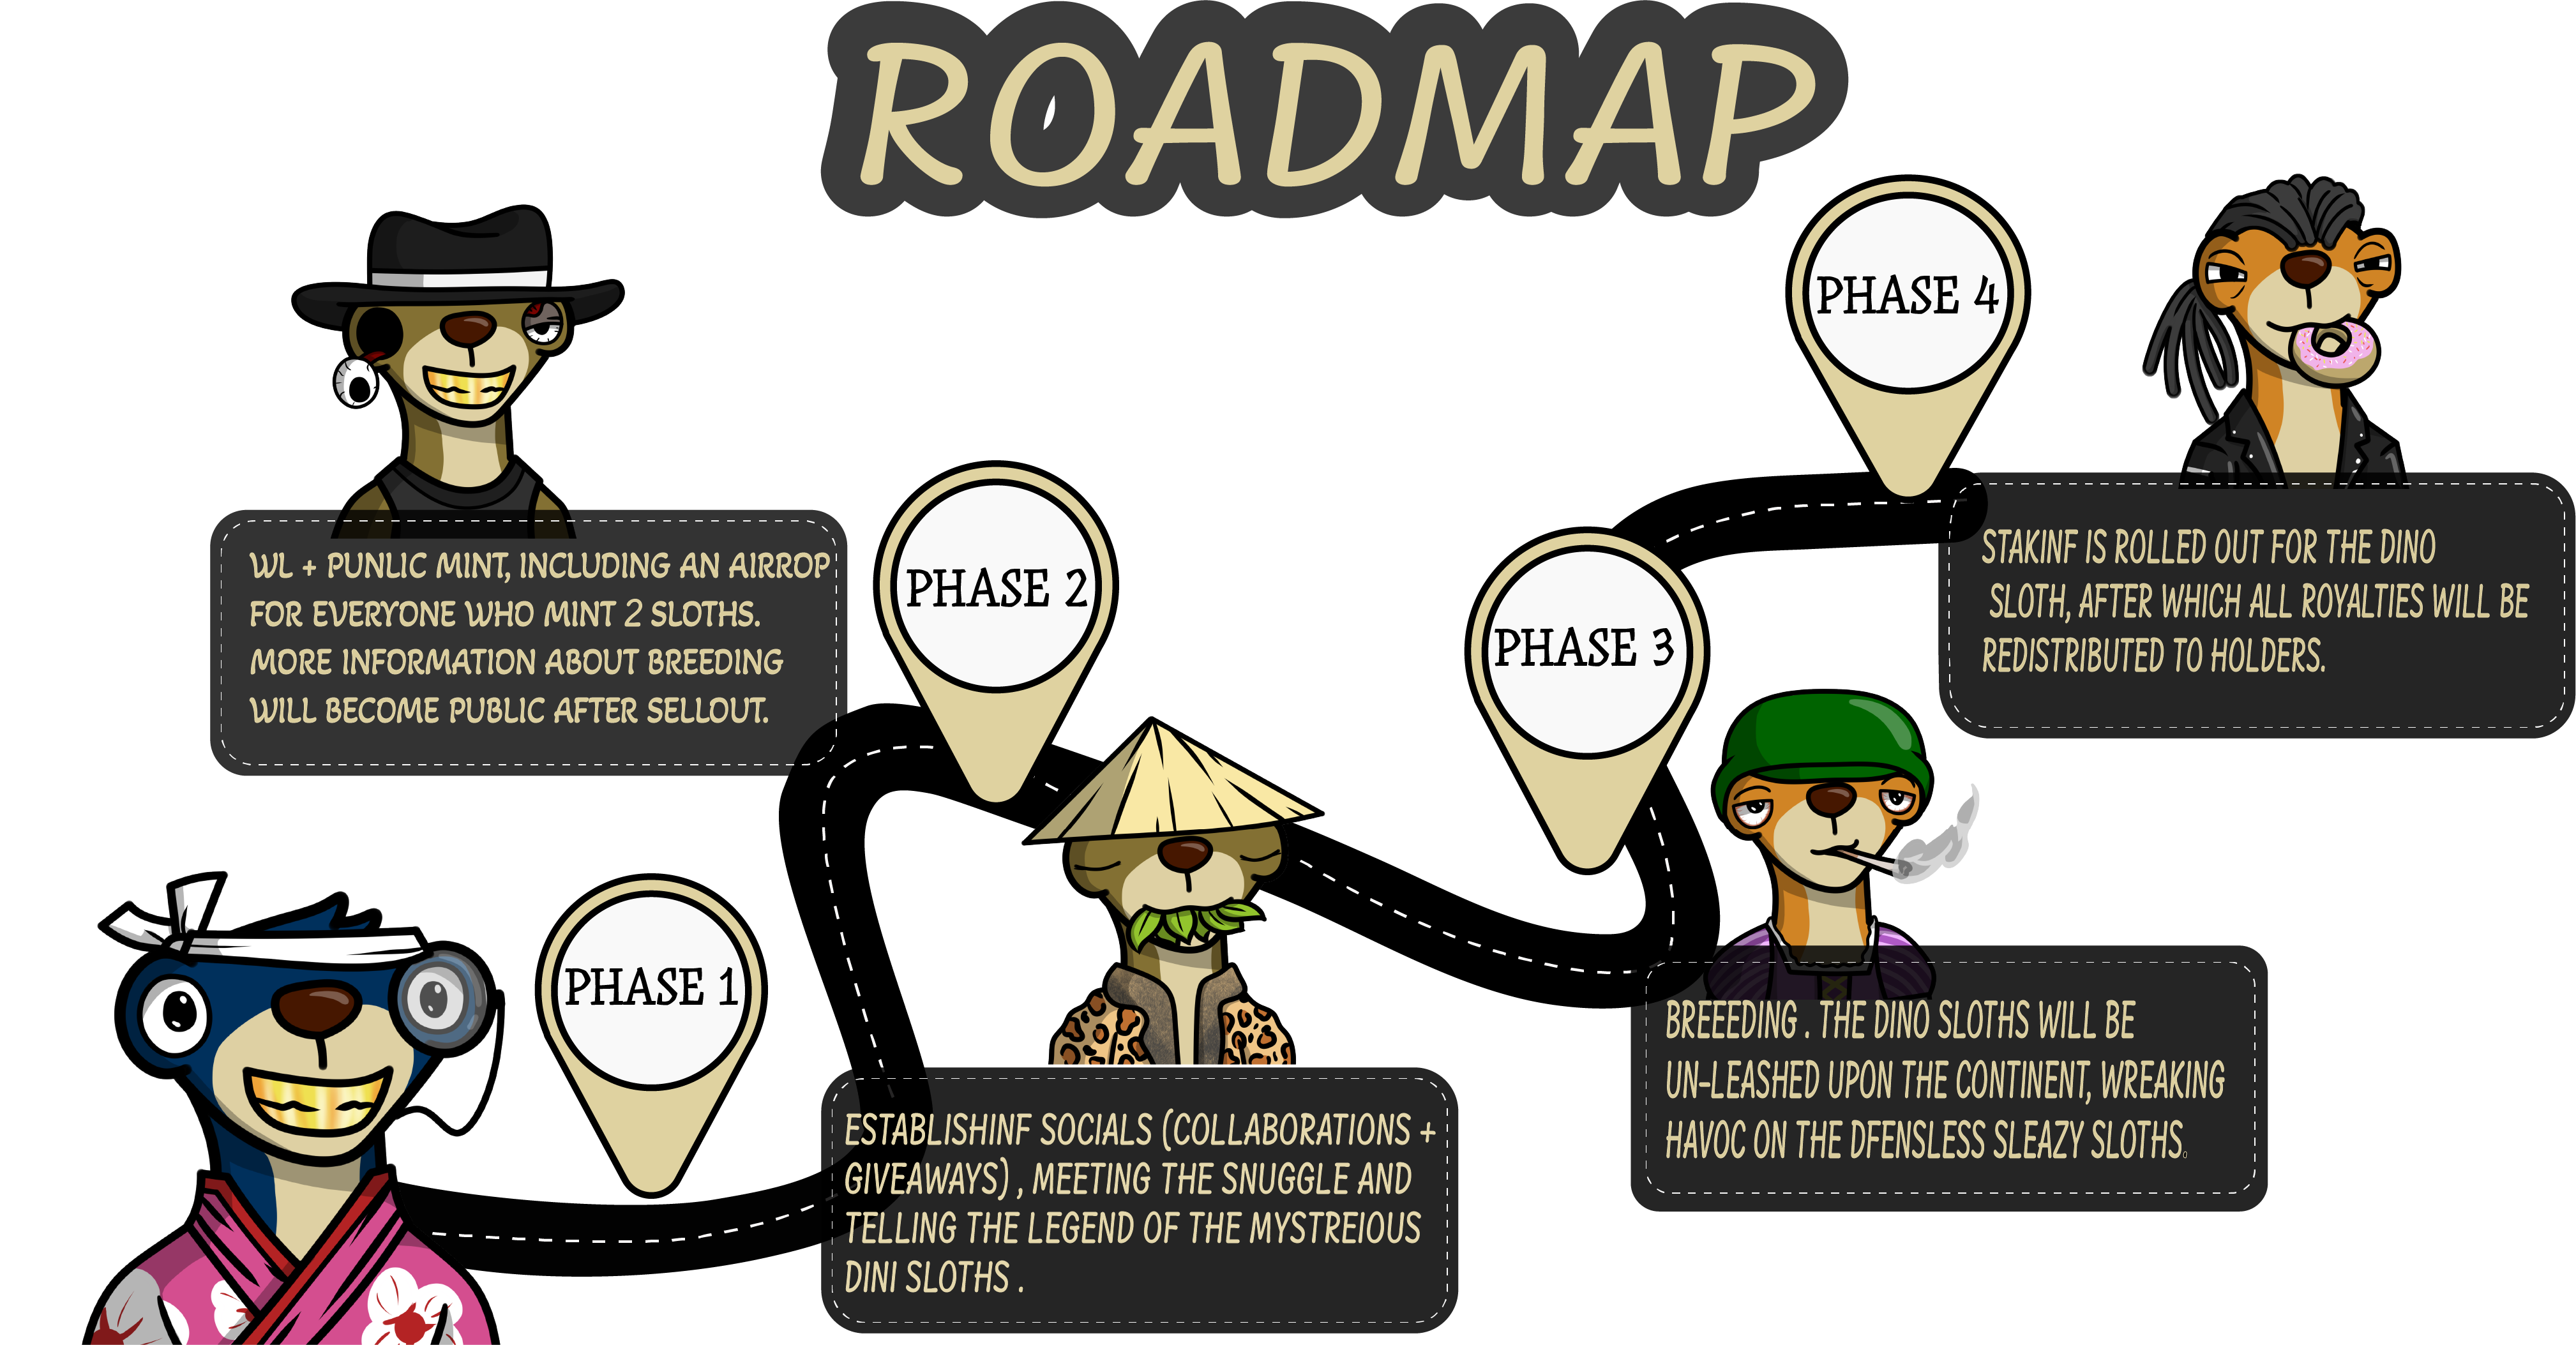 ROADMAP
PHASE 1
ESTABLISHINF SOCIALS (COLLABORATIONS +
GIVEAWAYS) , MEETING THE SNUGGLE AND
TELLING THE LEGEND OF THE MYSTREIOUS
DINI SLOTHS .
PHASE 2
WL + PUNLIC MINT, INCLUDING AN AIRROP
FOR EVERYONE WHO MINT 2 SLOTHS.
MORE INFORMATION ABOUT BREEDING
WILL BECOME PUBLIC AFTER SELLOUT.
PHASE 3
BREEEDING . THE DINO SLOTHS WILL BE
UN-LEASHED UPON THE CONTINENT, WREAKING
HAVOC ON THE DFENSLESS SLEAZY SLOTHS.
PHASE 4
STAKINF IS ROLLED OUT FOR THE DINO
SLOTH, AFTER WHICH ALL ROYALTIES WILL BE
REDISTRIBUTED TO HOLDERS.